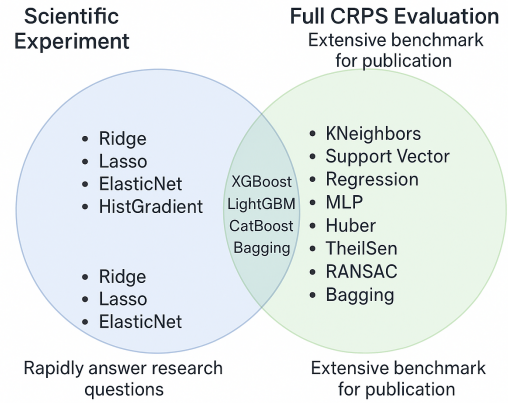 Scientific
Experiment
Full CRPS Evaluation
Extensive benchmark
for publication
• Ridge
• Lasso
• ElasticNet
• HistGradient
• Ridge
• Lasso
• ElasticNet
XGBoost
LightGBM
CatBoost
Bagging
• KNeighbors
• Support Vector
• Regression
• MLP
• Huber
• TheilSen
• RANSAC
• Bagging
Rapidly answer research
questions
Extensive benchmark
for publication